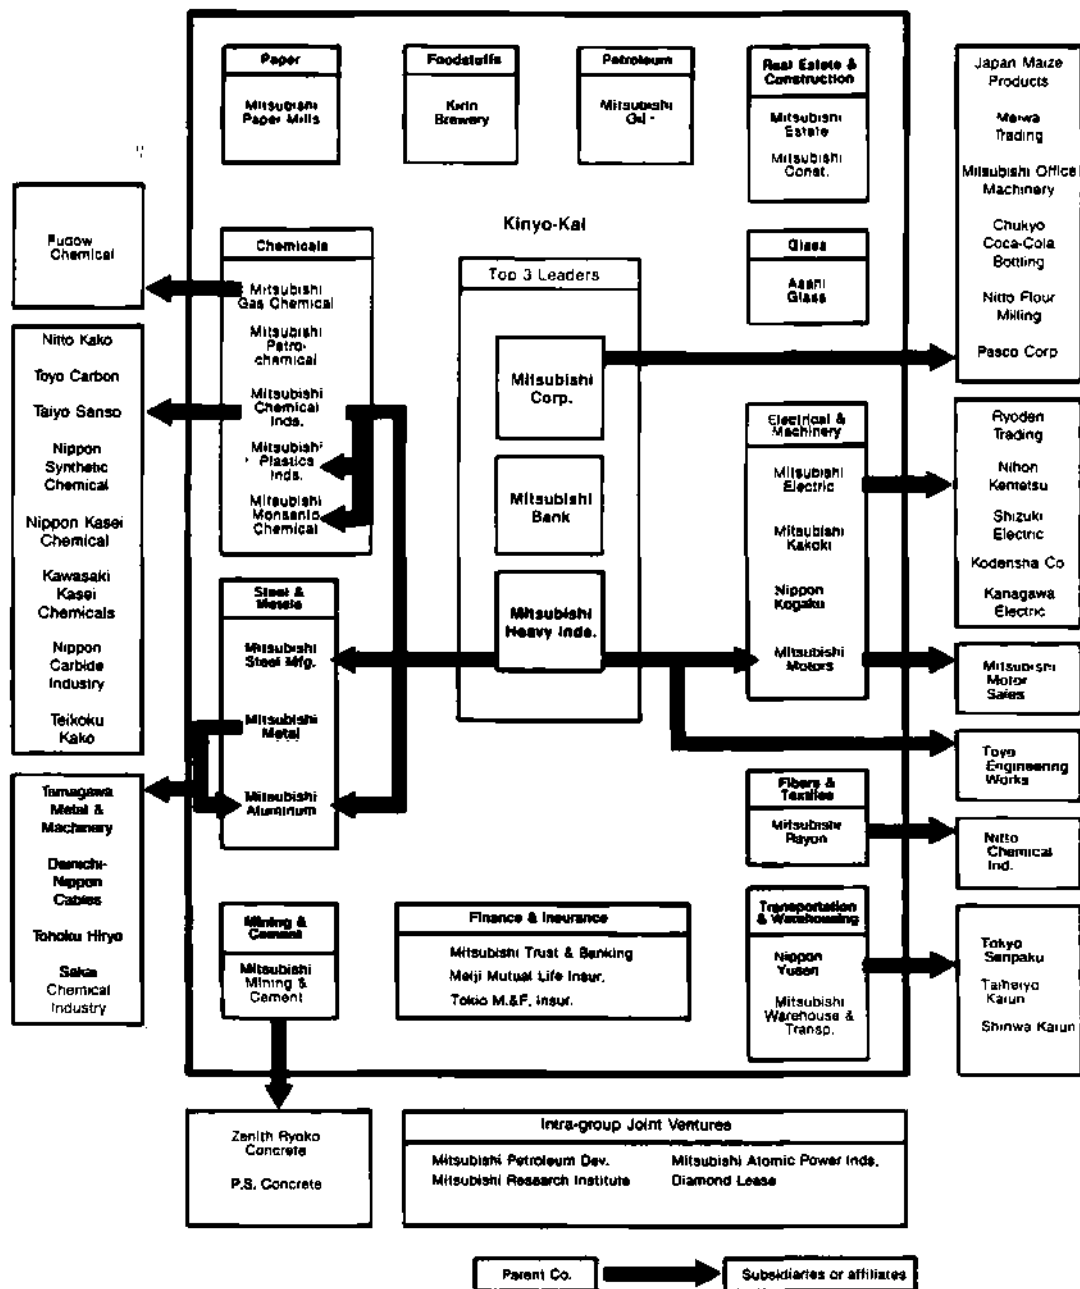 Paper
Mitsubishi
Paper Mills
Foodstuffs
Kirin
Brewery
Petroleum
Mitsubishi
Oil
Real Estate &
Construction
Mitsubishi
Estate
Mitsubishi
Const.
Japan Maize
Products
Meiwa
Trading
Mitsubishi Office
Machinery
Chukyo
Coca-Cola
Bottling
Nitto Flour
Milling
Pasco Corp
Fudow
Chemical
Kinyo-Kai
Chemicals
Mitsubishi
Gas Chemical
Mitsubishi
Petro-
chemical
Mitsubishi
Chemical
Inds.
Mitsubishi
Plastics
Inds.
Mitsubishi
Monsanto
Chemical
Top 3 Leaders
Mitsubishi
Corp.
Mitsubishi
Bank
Mitsubishi
Heavy Inds.
Glass
Asahi
Glass
Nitto Kako
Toyo Carbon
Taiyo Sanso
Nippon
Synthetic
Chemical
Nippon Kasei
Chemical
Kawasaki
Kasei
Chemicals
Nippon
Carbide
Industry
Teikoku
Kako
Electrical &
Machinery
Mitsubishi
Electric
Mitsubishi
Kakoki
Nippon
Kogaku
Mitsubishi
Motors
Ryoden
Trading
Nihon
Kentetsu
Shizuki
Electric
Kodensha Co
Kanagawa
Electric
Steel &
Metals
Mitsubishi
Steel Mfg.
Mitsubishi
Metal
Mitsubishi
Aluminum
Mitsubishi
Motor
Sales
Toyo
Engineering
Works
Tamagawa
Metal &
Machinery
Dainichi-
Nippon
Cables
Tohoku Hiryo
Sakai
Chemical
Industry
Fibers &
Textiles
Mitsubishi
Rayon
Nitto
Chemical
Ind.
Mining &
Cement
Mitsubishi
Mining &
Cement
Finance & Insurance
Mitsubishi Trust & Banking
Meiji Mutual Life Insur.
Tokio M.&F. Insur.
Transportation
& Warehousing
Nippon
Yusen
Mitsubishi
Warehouse &
Transp.
Tokyo
Senpaku
Taiheiyo
Kaiun
Shinwa Kaiun
Zenith Ryoko
Concrete
P.S. Concrete
Intra-group Joint Ventures
Mitsubishi Petroleum Dev.
Mitsubishi Research Institute
Mitsubishi Atomic Power Inds.
Diamond Lease
Parent Co.
Subsidiaries or affiliates